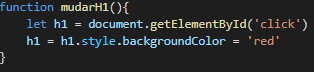 function mudarH1(){
    let h1 = document.getElementById('click')
    h1 = h1.style.backgroundColor = 'red'
}